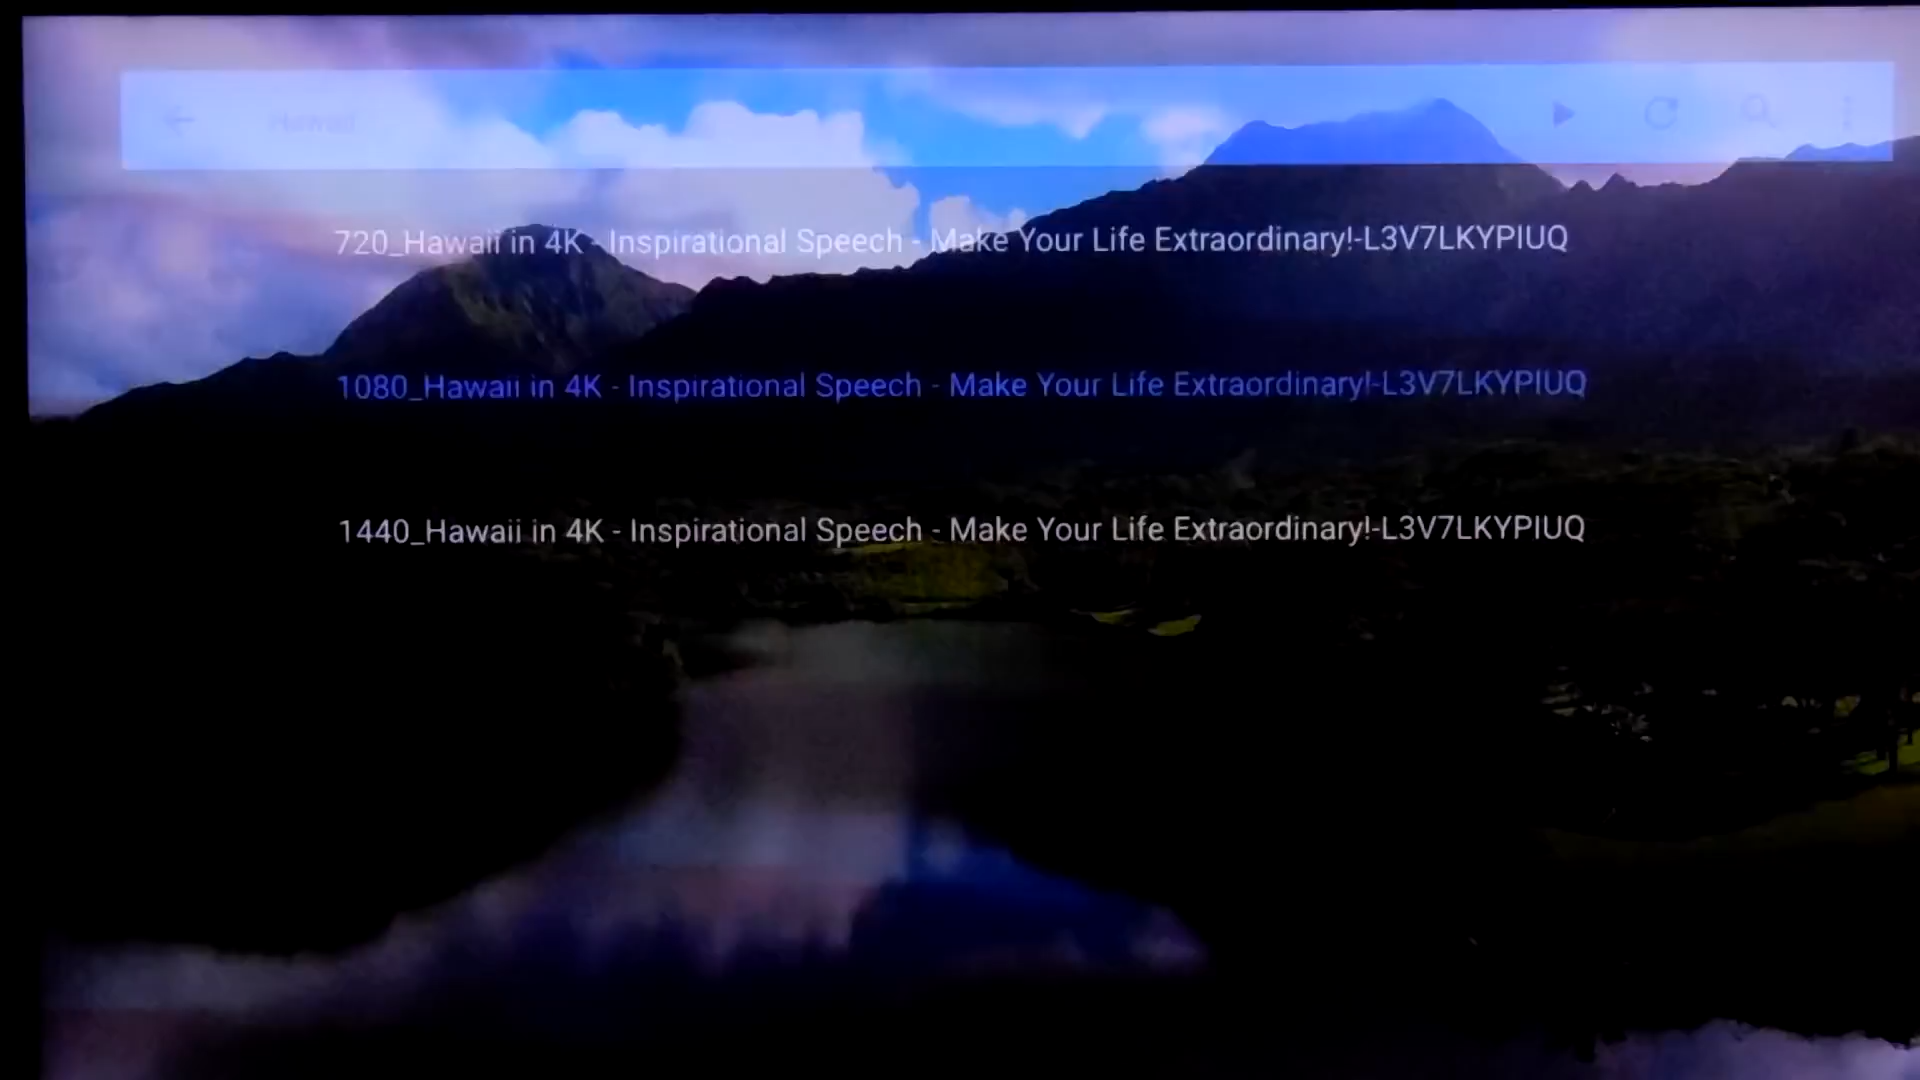 Hawaii
720_Hawaii in 4K - Inspirational Speech - Make Your Life Extraordinary!-L3V7LKYPIUQ
1080_Hawaii in 4K - Inspirational Speech - Make Your Life Extraordinary!-L3V7LKYPIUQ
1440_Hawaii in 4K - Inspirational Speech - Make Your Life Extraordinary!-L3V7LKYPIUQ